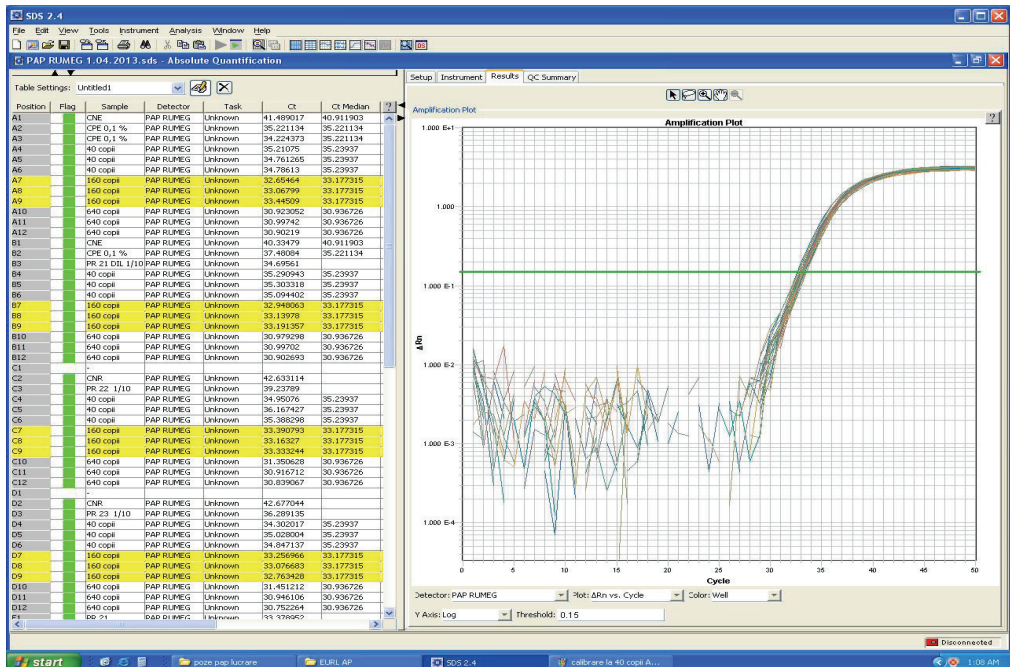 SDS 2.4
File Edit View Tools Instrument Analysis Window Help
PAP RUMEG 1.04.2013.sds - Absolute Quantification
Table Settings: Untitled1
Position Flag Sample Detector Task Ct Ct Median ?
A1 CNE PAP RUMEG Unknown 41.489017 40.911903
A2 CPE 0,1 % PAP RUMEG Unknown 35.221134 35.221134
A3 CPE 0,1 % PAP RUMEG Unknown 34.224373 35.221134
A4 40 copii PAP RUMEG Unknown 35.21075 35.23937
A5 40 copii PAP RUMEG Unknown 34.761265 35.23937
A6 40 copii PAP RUMEG Unknown 34.78613 35.23937
A7 160 copii PAP RUMEG Unknown 32.65464 33.177315
A8 160 copii PAP RUMEG Unknown 33.06799 33.177315
A9 160 copii PAP RUMEG Unknown 33.44509 33.177315
A10 640 copii PAP RUMEG Unknown 30.923052 30.936726
A11 640 copii PAP RUMEG Unknown 30.99742 30.936726
A12 640 copii PAP RUMEG Unknown 30.90219 30.936726
B1 CNE PAP RUMEG Unknown 40.33479 40.911903
B2 CPE 0,1 % PAP RUMEG Unknown 37.48084 35.221134
B3 PR 21 DIL 1/10 PAP RUMEG Unknown 34.69561
B4 40 copii PAP RUMEG Unknown 35.290943 35.23937
B5 40 copii PAP RUMEG Unknown 35.303318 35.23937
B6 40 copii PAP RUMEG Unknown 35.094402 35.23937
B7 160 copii PAP RUMEG Unknown 32.948063 33.177315
B8 160 copii PAP RUMEG Unknown 33.13978 33.177315
B9 160 copii PAP RUMEG Unknown 33.191357 33.177315
B10 640 copii PAP RUMEG Unknown 30.979298 30.936726
B11 640 copii PAP RUMEG Unknown 30.99702 30.936726
B12 640 copii PAP RUMEG Unknown 30.902693 30.936726
C1 -
C2 CNR PAP RUMEG Unknown 42.633114
C3 PR 22 1/10 PAP RUMEG Unknown 39.23789
C4 40 copii PAP RUMEG Unknown 34.95076 35.23937
C5 40 copii PAP RUMEG Unknown 36.167427 35.23937
C6 40 copii PAP RUMEG Unknown 35.388298 35.23937
C7 160 copii PAP RUMEG Unknown 33.390793 33.177315
C8 160 copii PAP RUMEG Unknown 33.16327 33.177315
C9 160 copii PAP RUMEG Unknown 33.333244 33.177315
C10 640 copii PAP RUMEG Unknown 31.350628 30.936726
C11 640 copii PAP RUMEG Unknown 30.916712 30.936726
C12 640 copii PAP RUMEG Unknown 30.839067 30.936726
D1 -
D2 CNR PAP RUMEG Unknown 42.677044
D3 PR 23 1/10 PAP RUMEG Unknown 36.289135
D4 40 copii PAP RUMEG Unknown 34.302017 35.23937
D5 40 copii PAP RUMEG Unknown 35.028004 35.23937
D6 40 copii PAP RUMEG Unknown 34.847137 35.23937
D7 160 copii PAP RUMEG Unknown 33.256966 33.177315
D8 160 copii PAP RUMEG Unknown 33.076683 33.177315
D9 160 copii PAP RUMEG Unknown 32.763428 33.177315
D10 640 copii PAP RUMEG Unknown 31.451212 30.936726
D11 640 copii PAP RUMEG Unknown 30.946106 30.936726
D12 640 copii PAP RUMEG Unknown 30.752264 30.936726
E1 PR 21 PAP RUMEG Unknown 33.378952
Setup Instrument Results QC Summary
Amplification Plot
?
Amplification Plot
1.000 E+1
1.000
1.000 E-1
1.000 E-2
1.000 E-3
1.000 E-4
ΔRn
0 5 10 15 20 25 30 35 40 45 50
Cycle
Detector: PAP RUMEG Plot: ΔRn vs. Cycle Color: Well
Y Axis: Log Threshold: 0.15
Disconnected
start poze pap lucrare EURL AP SDS 2.4 calibrare la 40 copii A... 1:08 AM